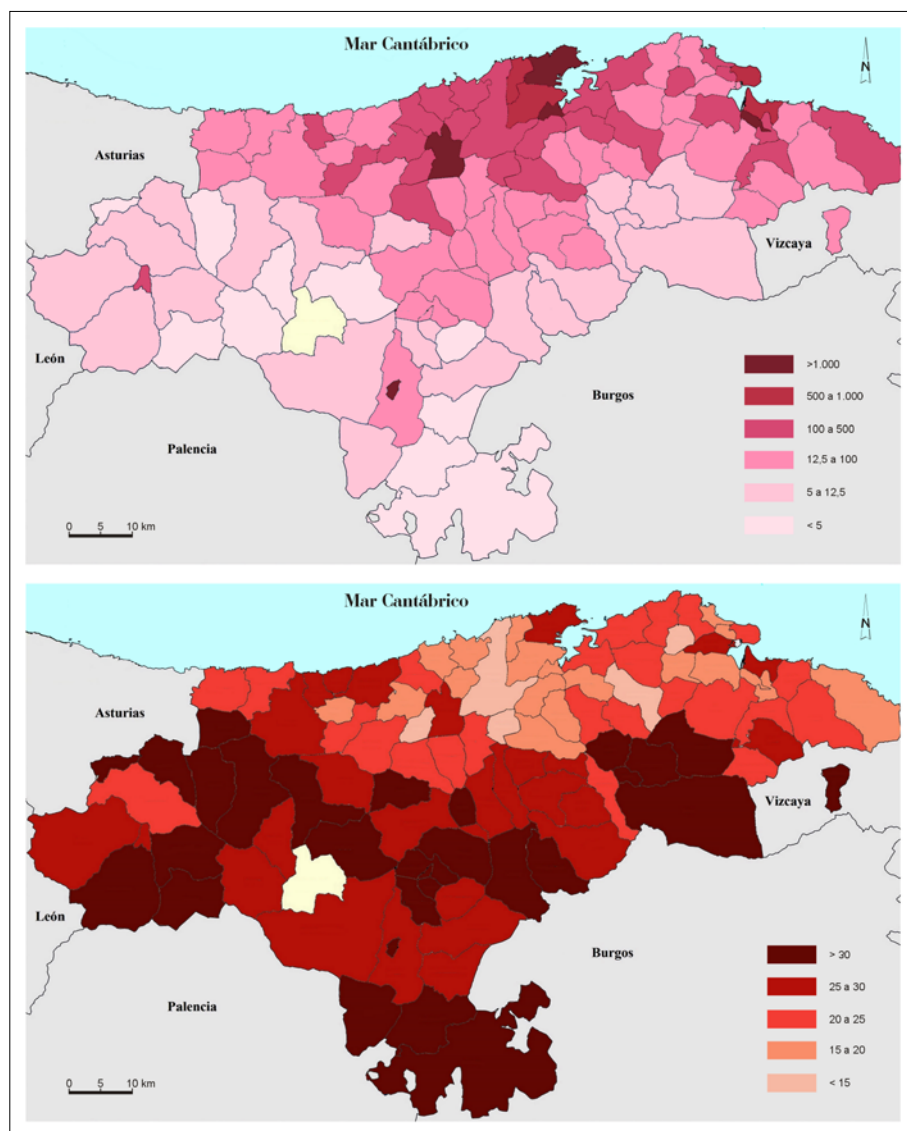 Mar Cantábrico
N
Asturias
Vizcaya
León
Burgos
Palencia
>1.000
500 a 1.000
100 a 500
12,5 a 100
5 a 12,5
< 5
0 5 10 km
Mar Cantábrico
N
Asturias
Vizcaya
León
Burgos
Palencia
> 30
25 a 30
20 a 25
15 a 20
< 15
0 5 10 km